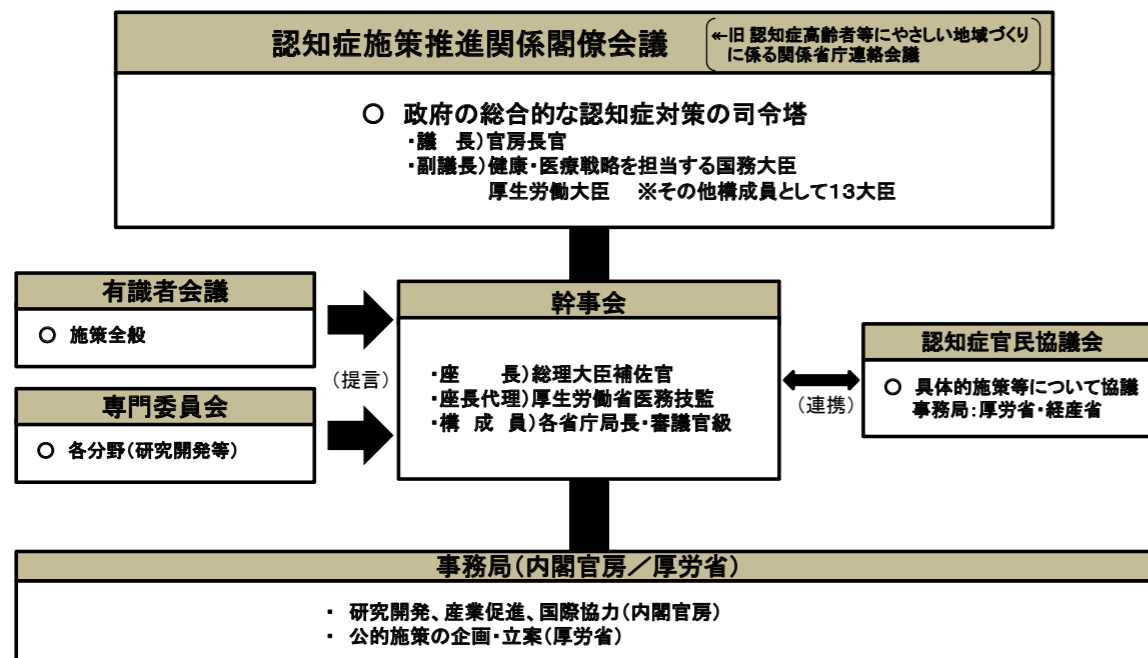 認知症施策推進関係閣僚会議
←旧 認知症高齢者等にやさしい地域づくり
に係る関係省庁連絡会議
○ 政府の総合的な認知症対策の司令塔
・議 長)官房長官
・副議長)健康・医療戦略を担当する国務大臣
厚生労働大臣 ※その他構成員として13大臣
有識者会議
○ 施策全般
専門委員会
○ 各分野(研究開発等)
(提言)
幹事会
・座 長)総理大臣補佐官
・座長代理)厚生労働省医務技監
・構 成 員)各省庁局長・審議官級
(連携)
認知症官民協議会
○ 具体的施策等について協議
事務局:厚労省・経産省
事務局(内閣官房/厚労省)
・ 研究開発、産業促進、国際協力(内閣官房)
・ 公的施策の企画・立案(厚労省)